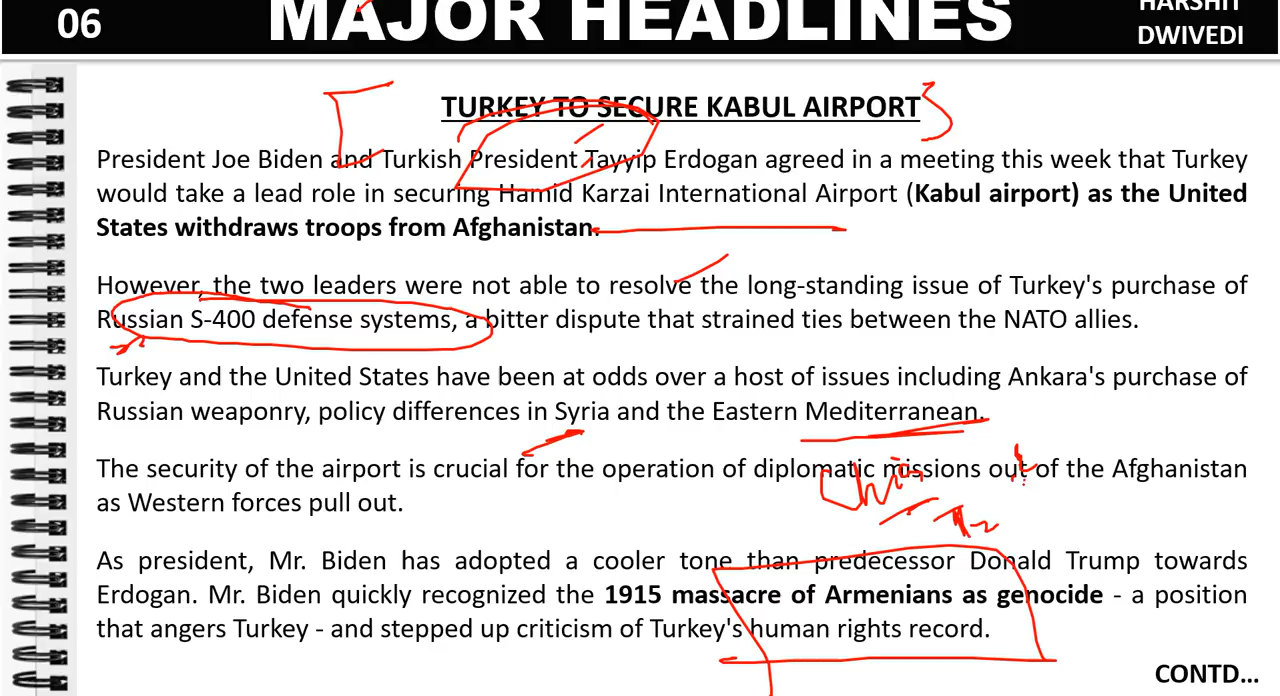 06
MAJOR HEADLINES
HARSHIT
DWIVEDI
TURKEY TO SECURE KABUL AIRPORT
President Joe Biden and Turkish President Tayyip Erdogan agreed in a meeting this week that Turkey
would take a lead role in securing Hamid Karzai International Airport (Kabul airport) as the United
States withdraws troops from Afghanistan.
However, the two leaders were not able to resolve the long-standing issue of Turkey's purchase of
Russian S-400 defense systems, a bitter dispute that strained ties between the NATO allies.
Turkey and the United States have been at odds over a host of issues including Ankara's purchase of
Russian weaponry, policy differences in Syria and the Eastern Mediterranean.
The security of the airport is crucial for the operation of diplomatic missions out of the Afghanistan
as Western forces pull out.
As president, Mr. Biden has adopted a cooler tone than predecessor Donald Trump towards
Erdogan. Mr. Biden quickly recognized the 1915 massacre of Armenians as genocide - a position
that angers Turkey - and stepped up criticism of Turkey's human rights record.
CONTD...